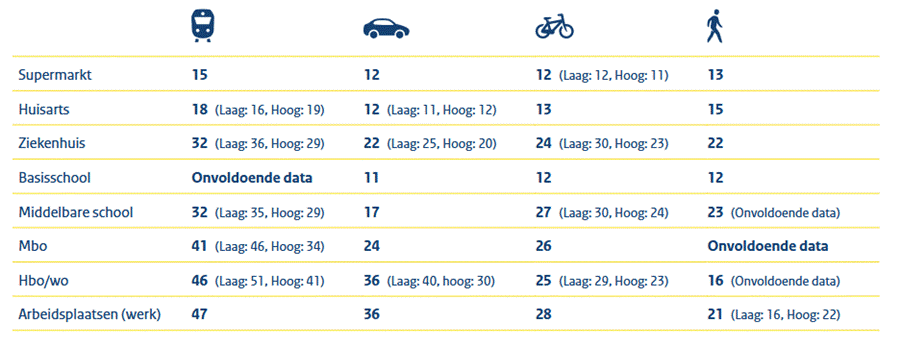 Supermarkt 15 12 12 (Laag: 12, Hoog: 11) 13
Huisarts 18 (Laag: 16, Hoog: 19) 12 (Laag: 11, Hoog: 12) 13 15
Ziekenhuis 32 (Laag: 36, Hoog: 29) 22 (Laag: 25, Hoog: 20) 24 (Laag: 30, Hoog: 23) 22
Basisschool Onvoldoende data 11 12 12
Middelbare school 32 (Laag: 35, Hoog: 29) 17 27 (Laag: 30, Hoog: 24) 23 (Onvoldoende data)
Mbo 41 (Laag: 46, Hoog: 34) 24 26 Onvoldoende data
Hbo/wo 46 (Laag: 51, Hoog: 41) 36 (Laag: 40, hoog: 30) 25 (Laag: 29, Hoog: 23) 16 (Onvoldoende data)
Arbeidsplaatsen (werk) 47 36 28 21 (Laag: 16, Hoog: 22)